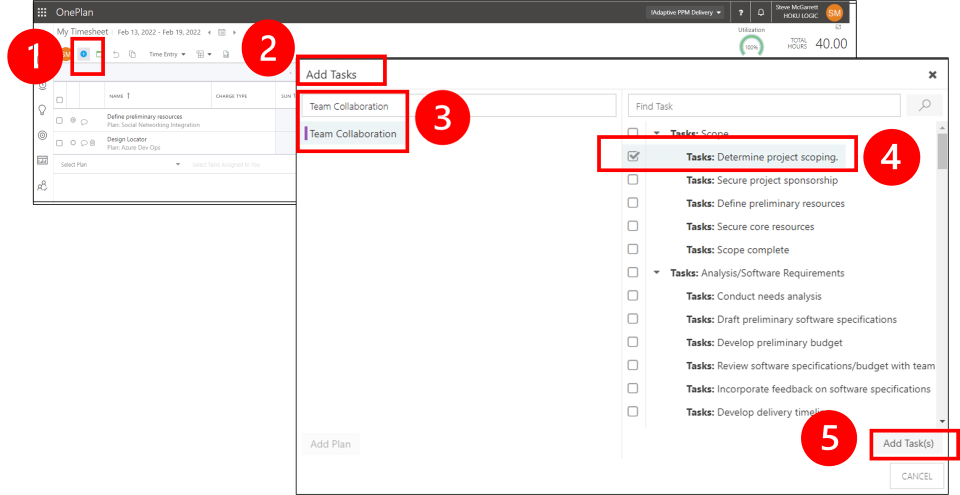 OnePlan
!Adaptive PPM Delivery
?
Steve McGarrett
HOKU LOGIC
SM
My Timesheet | Feb 13, 2022 - Feb 19, 2022
Utilization
100%
TOTAL
HOURS
40.00
1
SM
Time Entry
2
NAME
CHARGE TYPE
SUN
Define preliminary resources
Plan: Social Networking Integration
Design Locator
Plan: Azure Dev Ops
Select Plan
Select Tasks Assigned to You
Add Tasks
Team Collaboration
Find Task
Team Collaboration
3
Tasks: Scope
Tasks: Determine project scoping.
4
Tasks: Secure project sponsorship
Tasks: Define preliminary resources
Tasks: Secure core resources
Tasks: Scope complete
Tasks: Analysis/Software Requirements
Tasks: Conduct needs analysis
Tasks: Draft preliminary software specifications
Tasks: Develop preliminary budget
Tasks: Review software specifications/budget with team
Tasks: Incorporate feedback on software specifications
Tasks: Develop delivery timeline
5
Add Plan
Add Task(s)
CANCEL